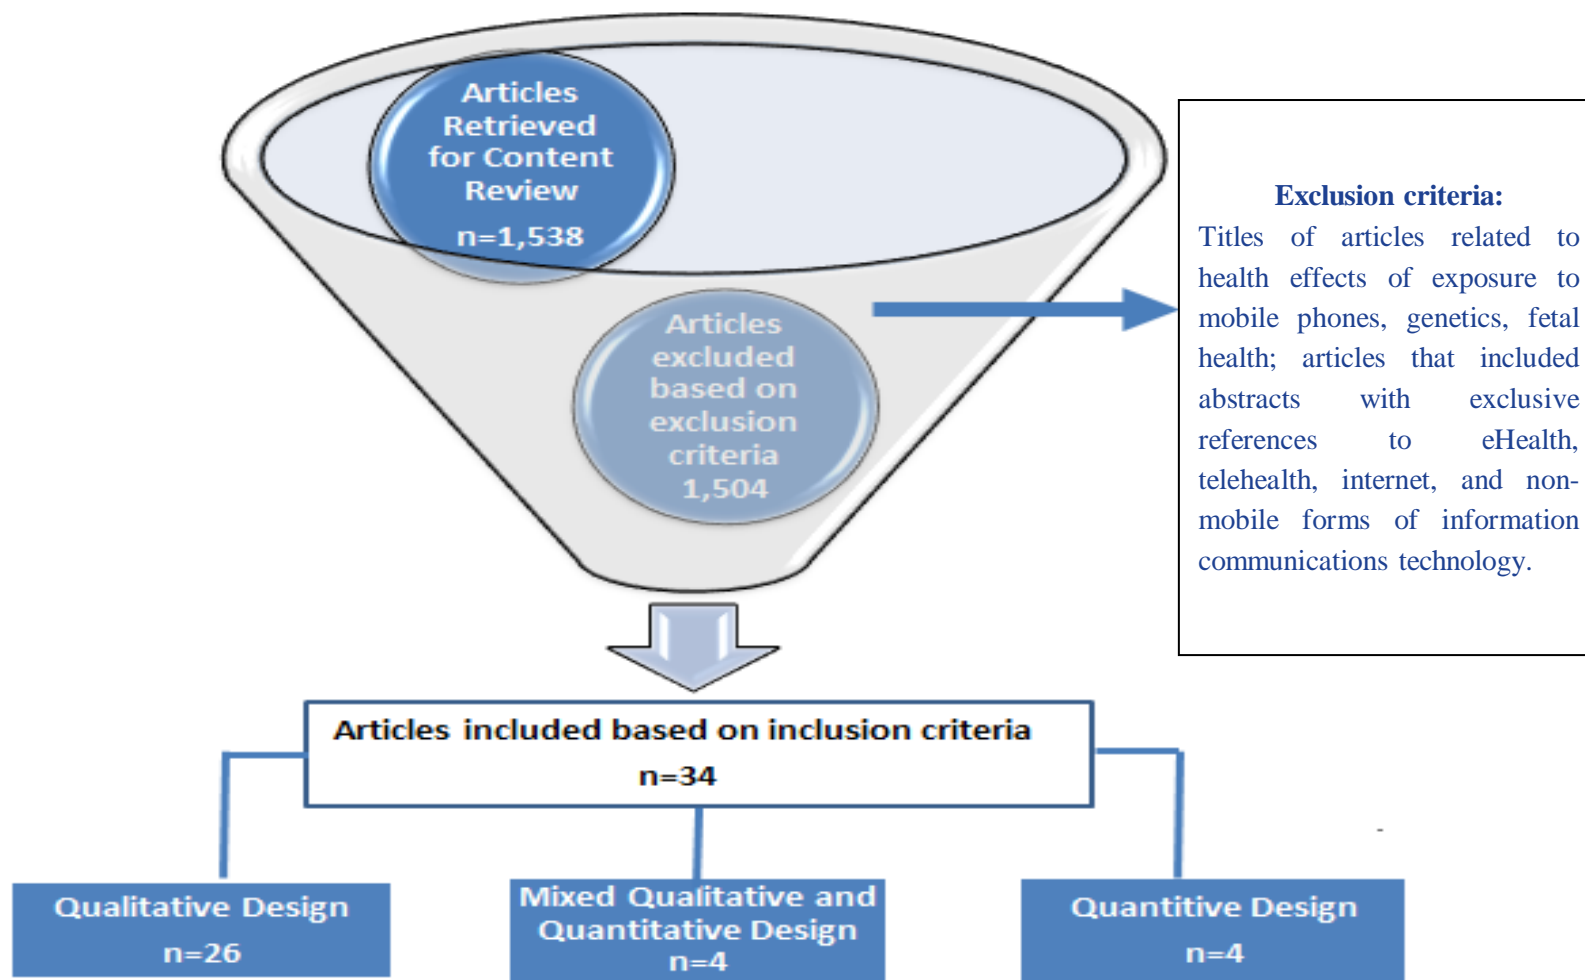 Articles
Retrieved
for Content
Review
n=1,538
Articles
excluded
based on
exclusion
criteria
1,504
Exclusion criteria:
Titles of articles related to
health effects of exposure to
mobile phones, genetics, fetal
health; articles that included
abstracts with exclusive
references to eHealth,
telehealth, internet, and non-
mobile forms of information
communications technology.
Articles included based on inclusion criteria
n=34
Qualitative Design
n=26
Mixed Qualitative and
Quantitative Design
n=4
Quantitive Design
n=4